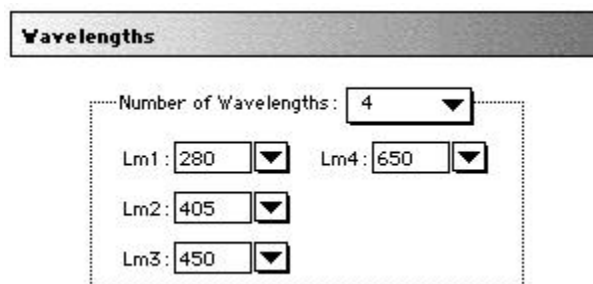 Wavelengths
Number of Wavelengths: 4
Lm1: 280 Lm4: 650
Lm2: 405
Lm3: 450